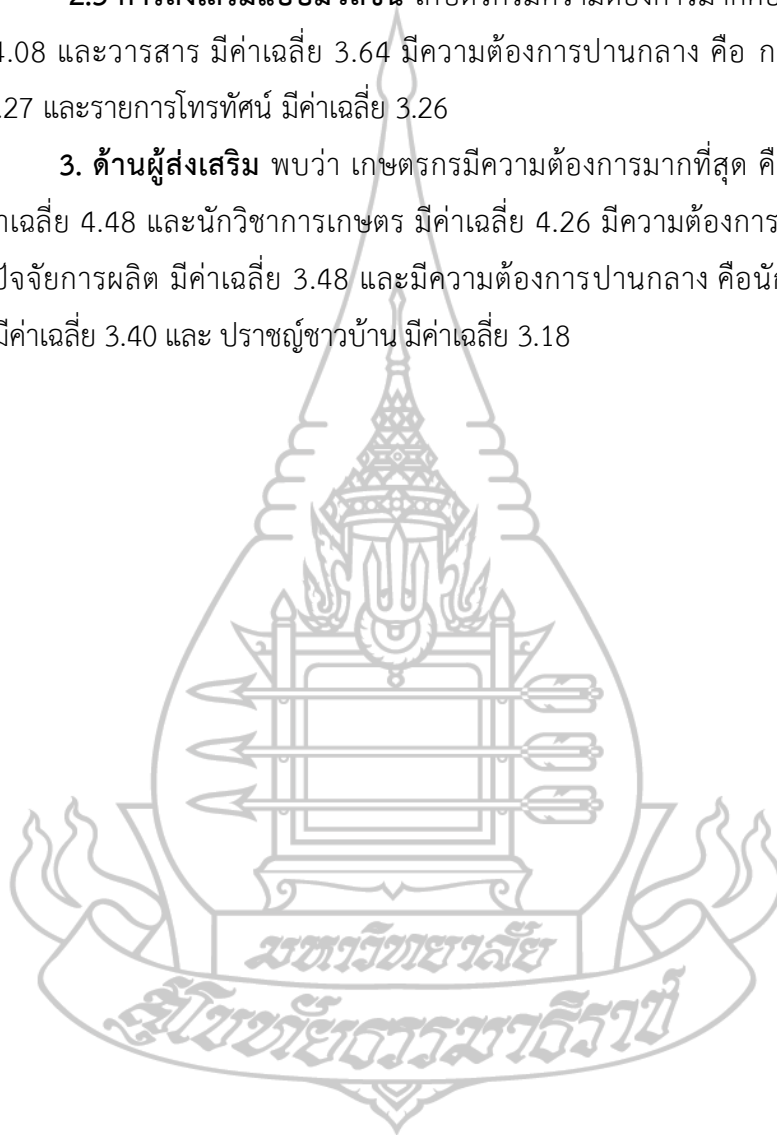 2.3 การส่งเสริมแบบมวลชน เกษตรกรมีความต้องการมากคือ
4.08 และวารสาร มีค่าเฉลี่ย 3.64 มีความต้องการปานกลาง คือ
.27 และรายการโทรทัศน์ มีค่าเฉลี่ย 3.26
3. ด้านผู้ส่งเสริม พบว่า เกษตรกรมีความต้องการมากที่สุด คื
าเฉลี่ย 4.48 และนักวิชาการเกษตร มีค่าเฉลี่ย 4.26 มีความต้องการ
ปัจจัยการผลิต มีค่าเฉลี่ย 3.48 และมีความต้องการปานกลาง คือนัก
มีค่าเฉลี่ย 3.40 และ ปราชญ์ชาวบ้าน มีค่าเฉลี่ย 3.18
มหาวิทยาลัย
สุโขทัยธรรมาธิราช